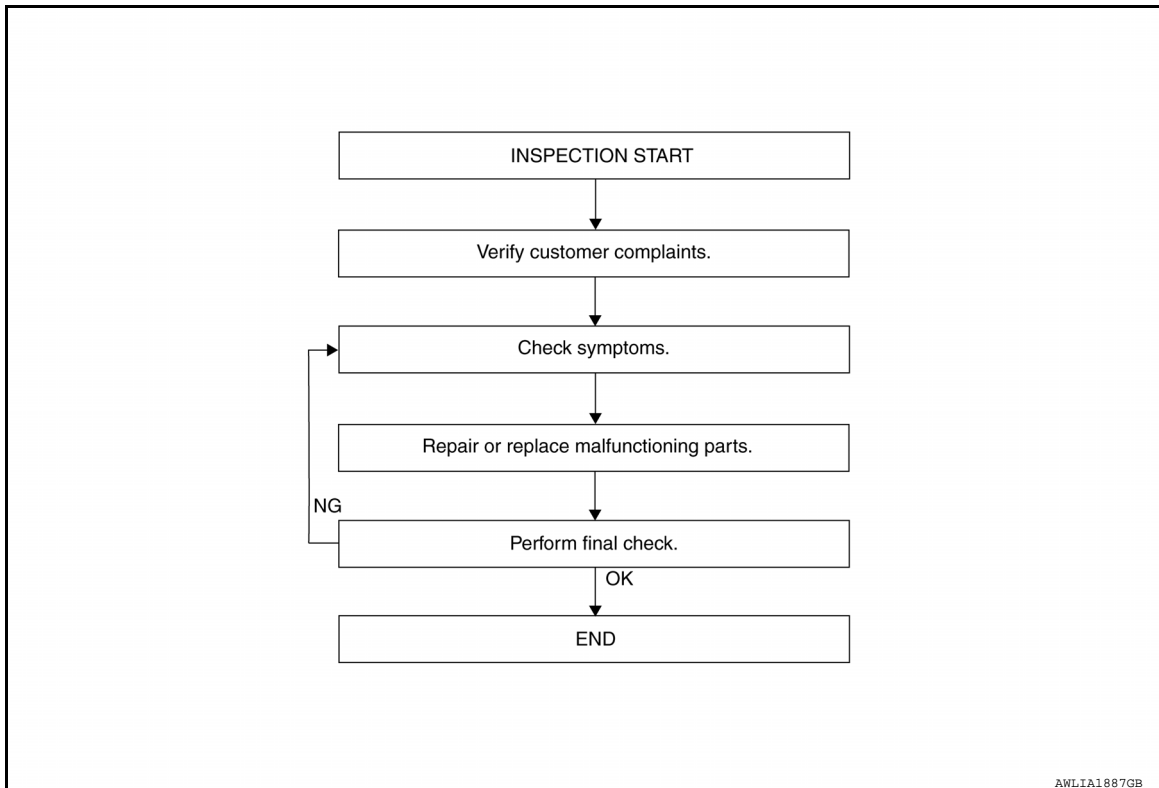 INSPECTION START
Verify customer complaints.
Check symptoms.
Repair or replace malfunctioning parts.
NG
Perform final check.
OK
END
AWLIA1887GB